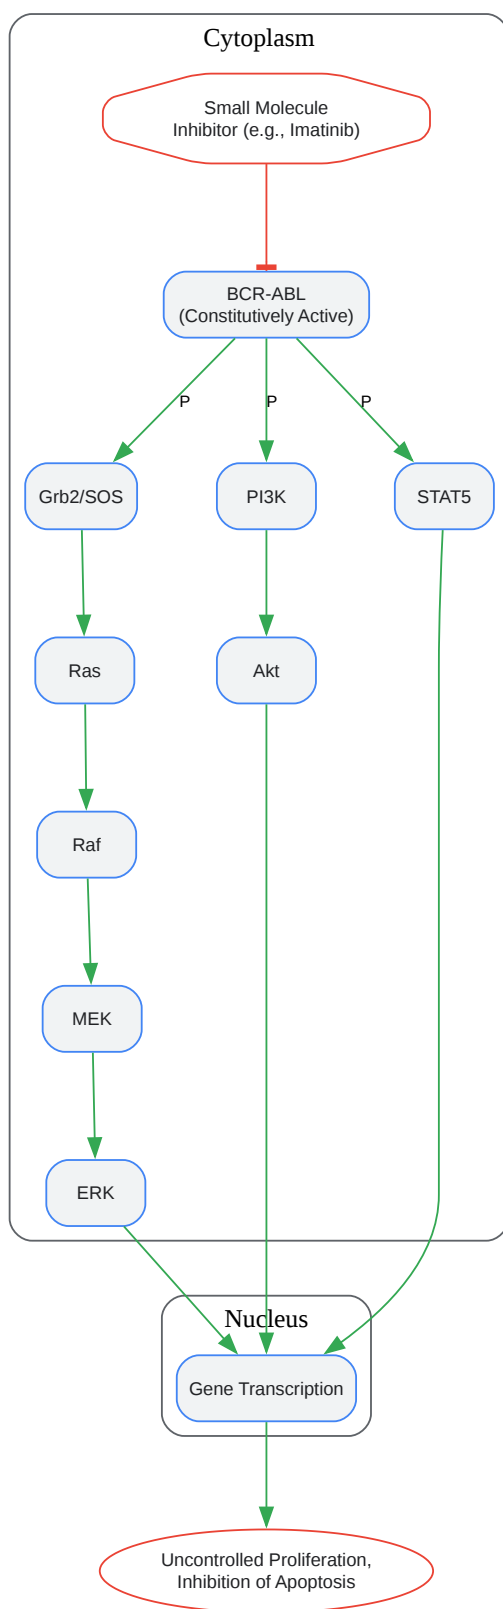 Cytoplasm
Small Molecule
Inhibitor (e.g., Imatinib)
BCR-ABL
(Constitutively Active)
P
P
P
Grb2/SOS
PI3K
STAT5
Ras
Akt
Raf
MEK
ERK
Nucleus
Gene Transcription
Uncontrolled Proliferation,
Inhibition of Apoptosis